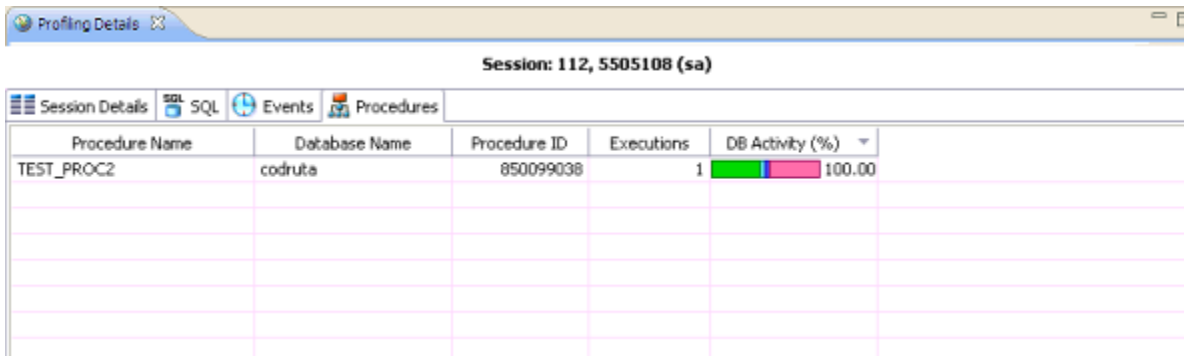 Profiling Details
Session: 112, 5505108 (sa)
Session Details SQL SQL Events Procedures
Procedure Name Database Name Procedure ID Executions DB Activity (%)
TEST_PROC2 codruta 850099038 1 100.00